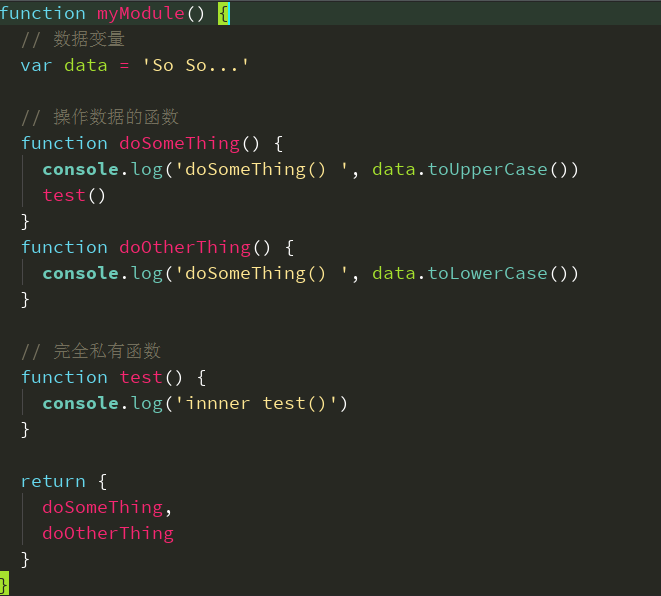 function myModule() {
// 数据变量
var data = 'So So...'
// 操作数据的函数
function doSomeThing() {
console.log('doSomeThing() ', data.toUpperCase())
test()
}
function doOtherThing() {
console.log('doSomeThing() ', data.toLowerCase())
}
// 完全私有函数
function test() {
console.log('innner test()')
}
return {
doSomeThing,
doOtherThing
}
}